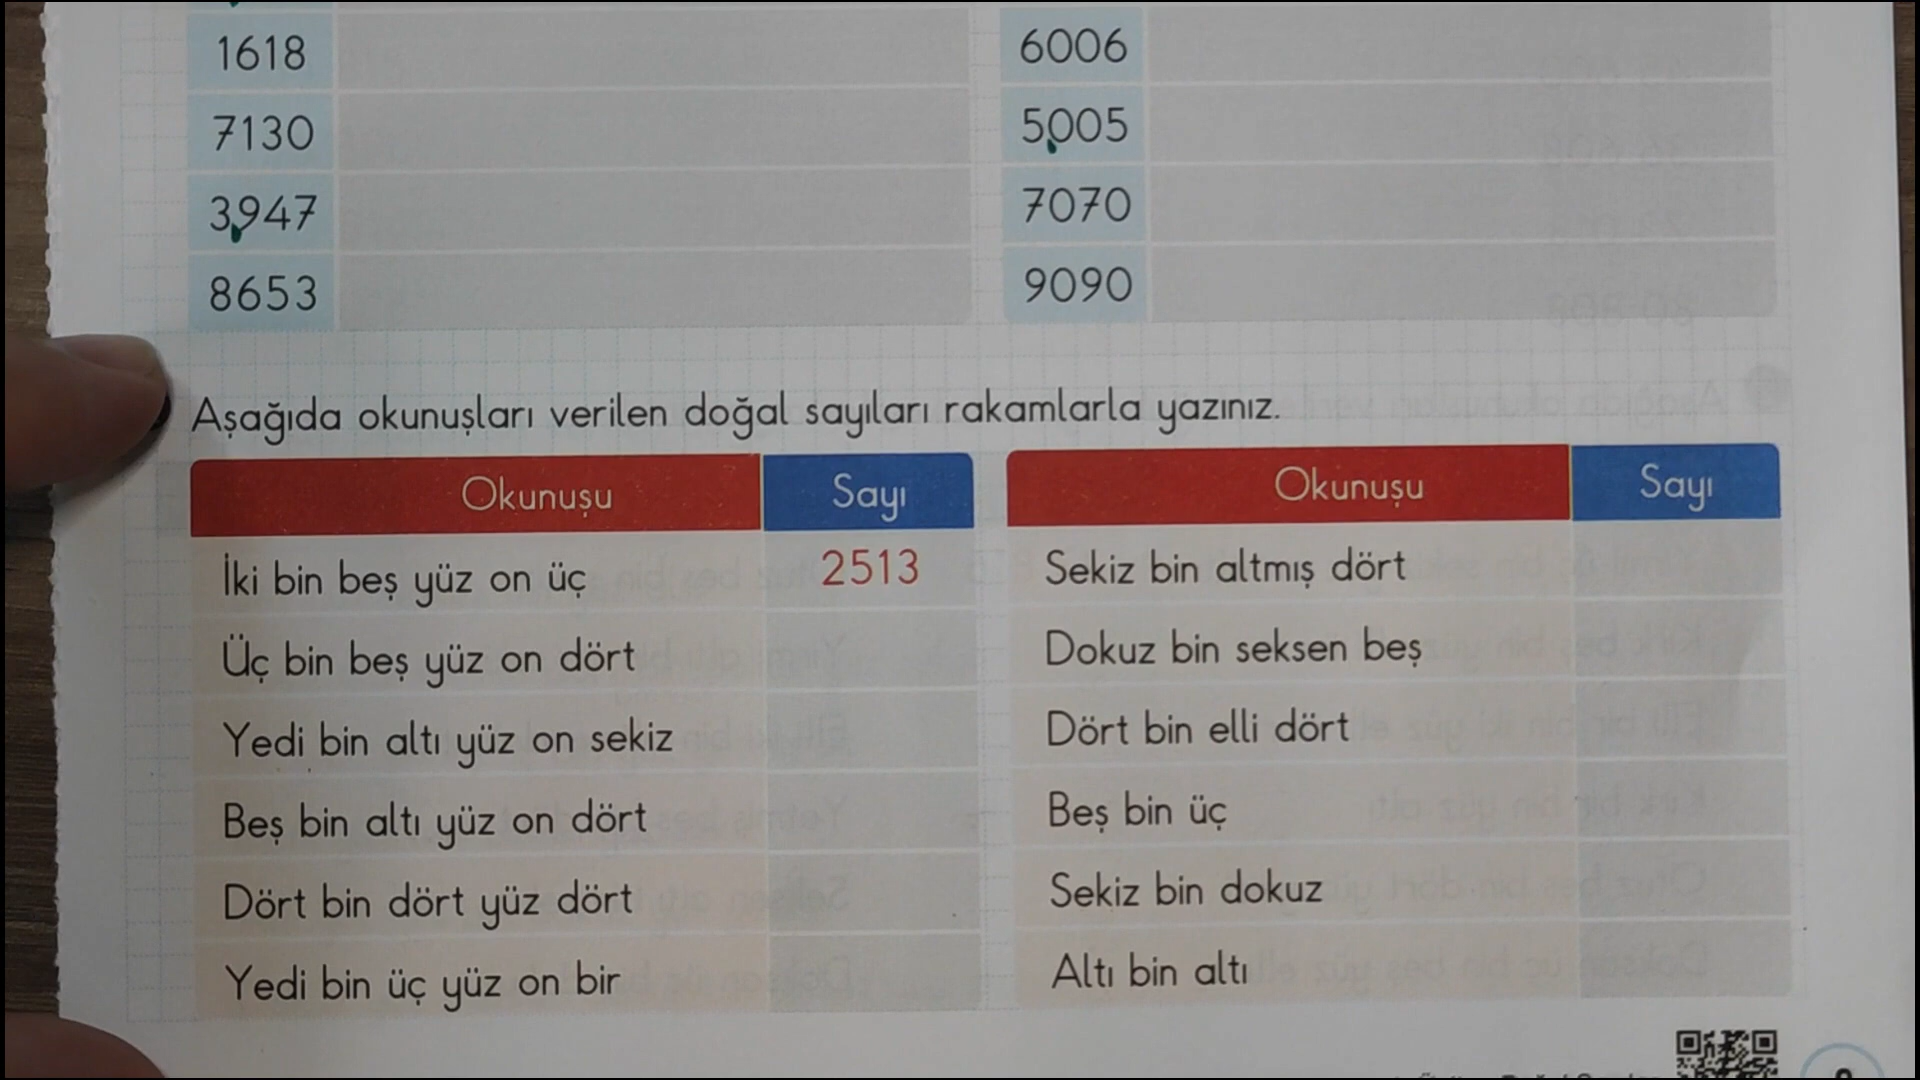 1618
6006
7130
5005
3947
7070
8653
9090
Aşağıda okunuşları verilen doğal sayıları rakamlarla yazınız.
Okunuşu Sayı
Okunuşu Sayı
İki bin beş yüz on üç 2513
Sekiz bin altmış dört
Üç bin beş yüz on dört
Dokuz bin seksen beş
Yedi bin altı yüz on sekiz
Dört bin elli dört
Beş bin altı yüz on dört
Beş bin üç
Dört bin dört yüz dört
Sekiz bin dokuz
Yedi bin üç yüz on bir
Altı bin altı